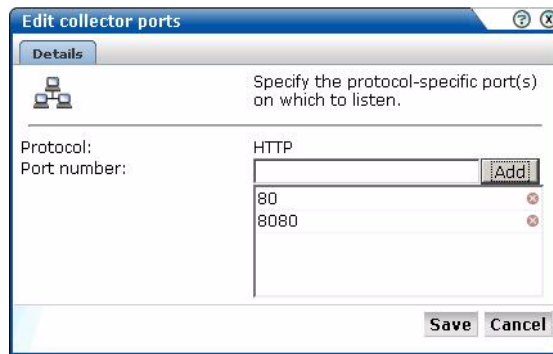 Edit collector ports
Details
Specify the protocol-specific port(s)
on which to listen.
Protocol: HTTP
Port number:
Add
80
8080
Save Cancel